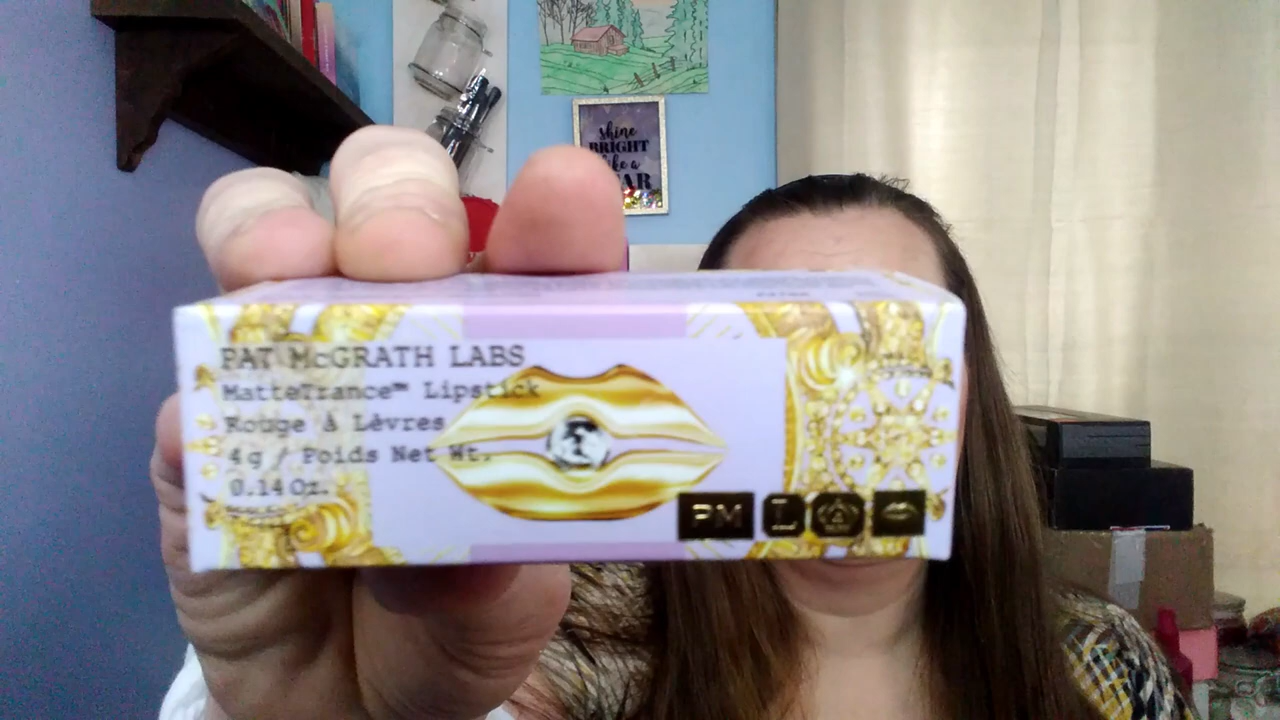 shine
BRIGHT
like a
PAT McGRATH LABS
MatteTrance™ Lipstick
Rouge à Lèvres
4g / Poids Net Wt.
0.14 Oz.
PM L